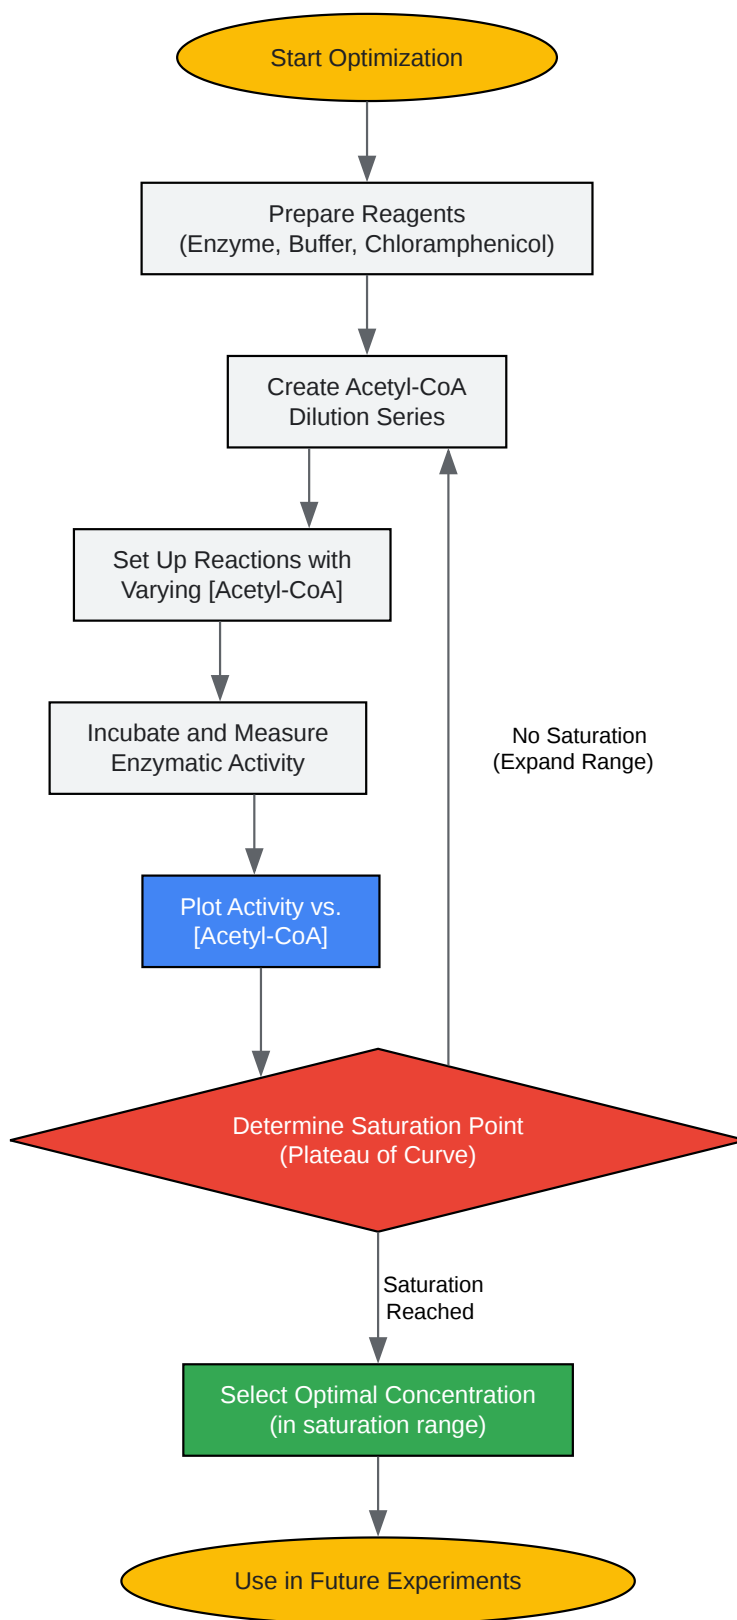 Start Optimization
Prepare Reagents
(Enzyme, Buffer, Chloramphenicol)
Create Acetyl-CoA
Dilution Series
Set Up Reactions with
Varying [Acetyl-CoA]
Incubate and Measure
Enzymatic Activity
No Saturation
(Expand Range)
Plot Activity vs.
[Acetyl-CoA]
Determine Saturation Point
(Plateau of Curve)
Saturation
Reached
Select Optimal Concentration
(in saturation range)
Use in Future Experiments